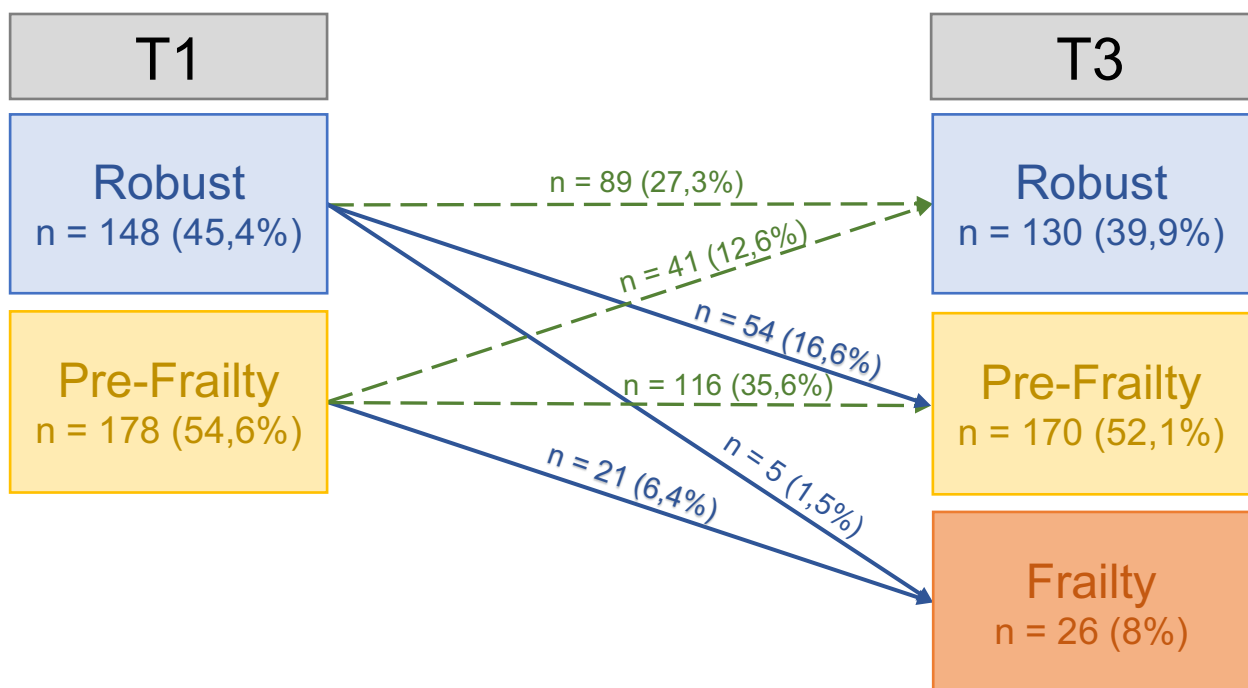 T1
T3
Robust
n = 148 (45,4%)
n = 89 (27,3%)
Robust
n = 130 (39,9%)
n = 41 (12,6%)
n = 54 (16,6%)
Pre-Frailty
n = 178 (54,6%)
n = 116 (35,6%)
Pre-Frailty
n = 170 (52,1%)
n = 21 (6,4%)
n = 5 (1,5%)
Frailty
n = 26 (8%)